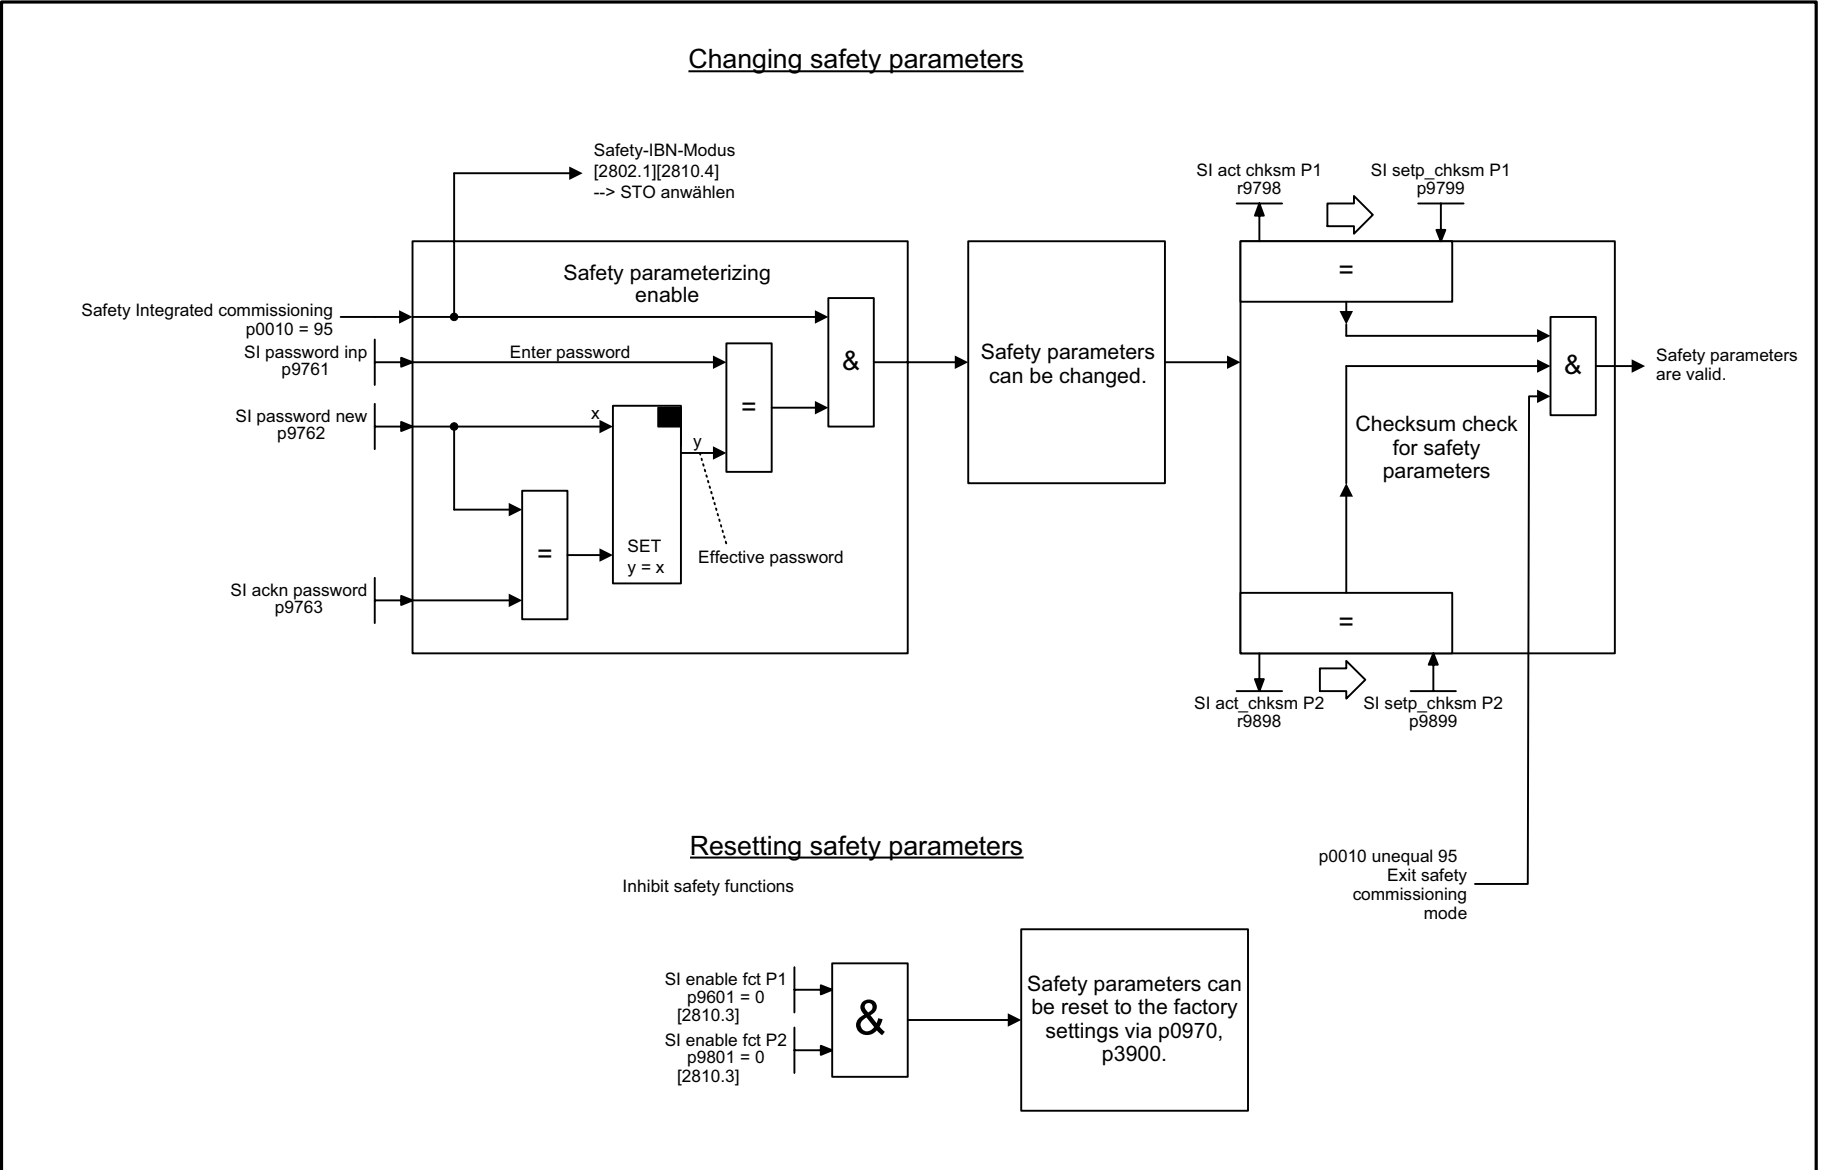 Changing safety parameters
Safety-IBN-Modus
[2802.1][2810.4]
--> STO anwählen
SI act chksm P1
r9798
SI setp_chksm P1
p9799
Safety parameterizing
enable
=
Safety Integrated commissioning
p0010 = 95
SI password inp
p9761
Enter password
&
=
Safety parameters
can be changed.
&
Safety parameters
are valid.
SI password new
p9762
x
y
Checksum check
for safety
parameters
=
SET
y = x
Effective password
SI ackn password
p9763
=
SI act_chksm P2
r9898
SI setp_chksm P2
p9899
Resetting safety parameters
Inhibit safety functions
p0010 unequal 95
Exit safety
commissioning
mode
SI enable fct P1
p9601 = 0
[2810.3]
SI enable fct P2
p9801 = 0
[2810.3]
&
Safety parameters can
be reset to the factory
settings via p0970,
p3900.